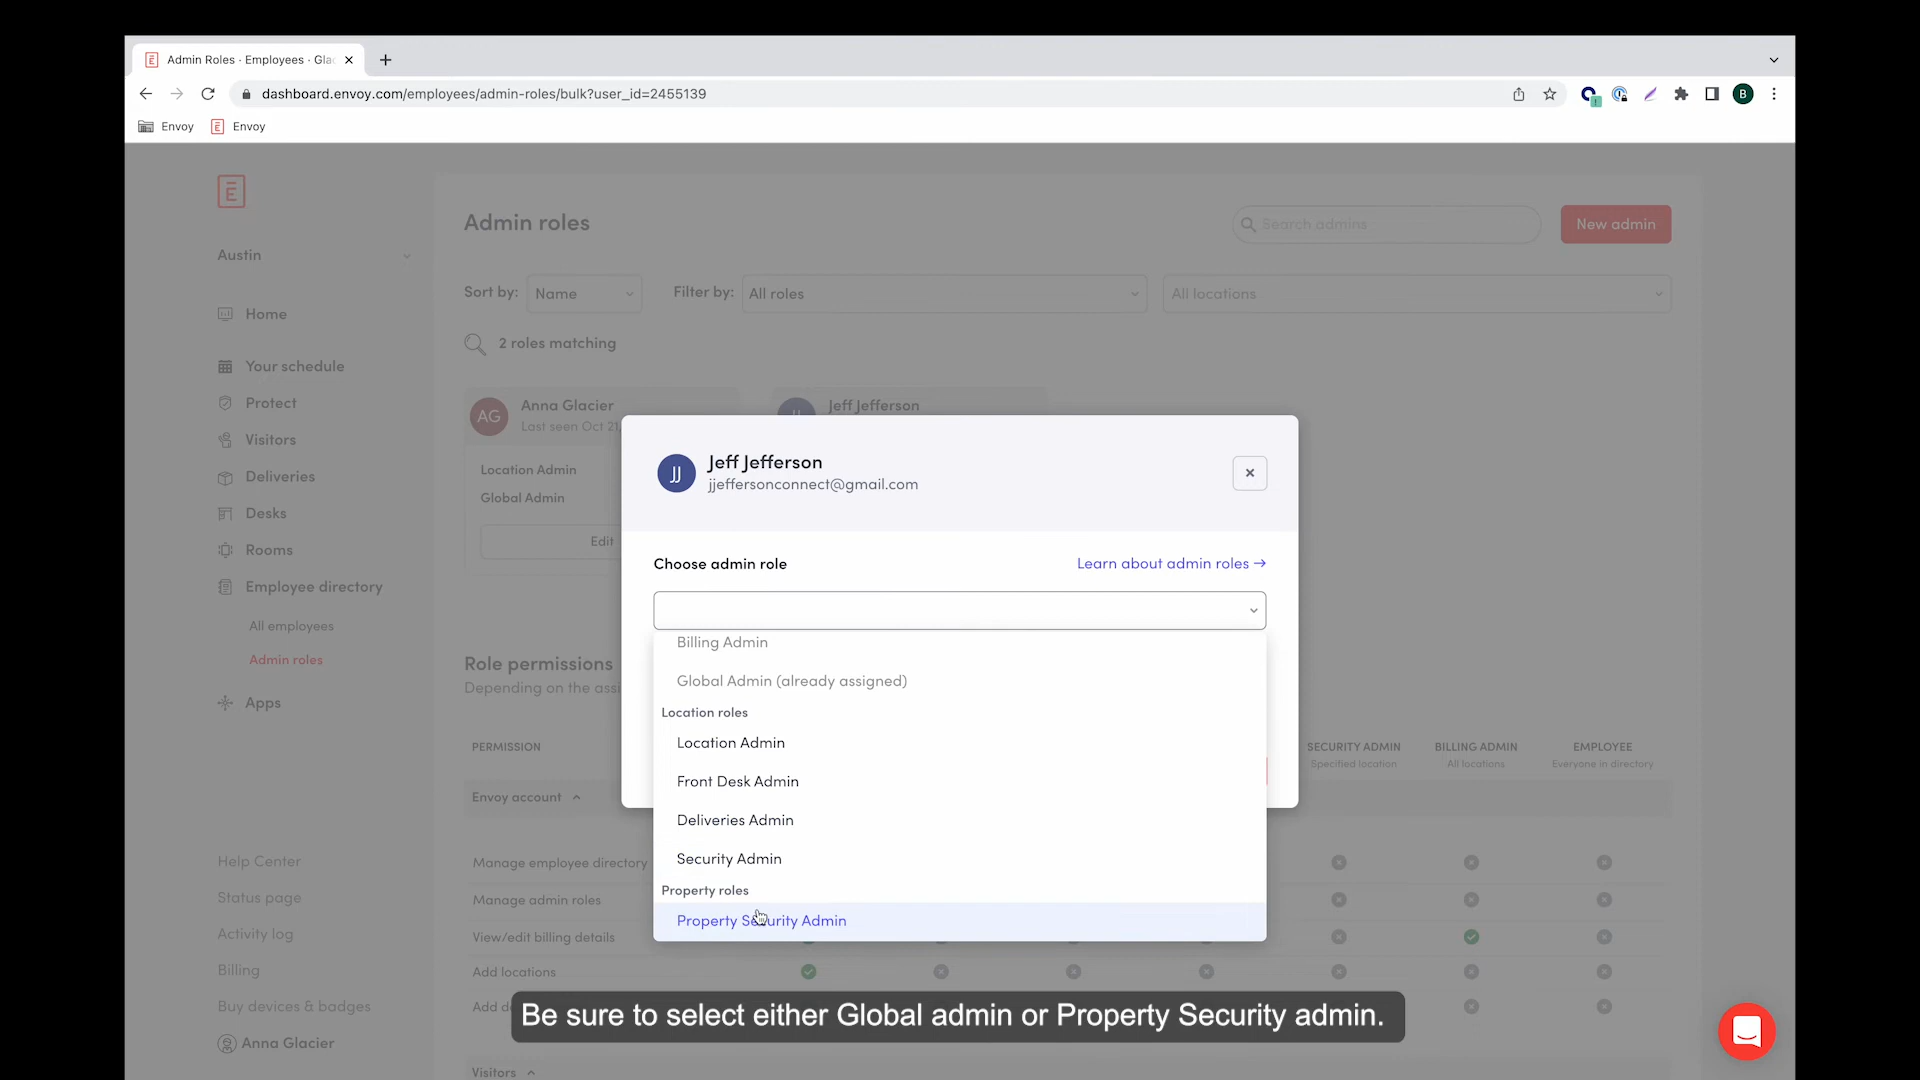 Admin Roles · Employees · Gla
dashboard.envoy.com/employees/admin-roles/bulk?user_id=2455139
B
Envoy
Envoy
Austin
Home
Your schedule
Protect
Visitors
Deliveries
Desks
Rooms
Employee directory
All employees
Admin roles
Apps
Help Center
Status page
Activity log
Billing
Buy devices & badges
Anna Glacier
Admin roles
Search admins
New admin
Sort by:
Name
Filter by:
All roles
All locations
2 roles matching
AG
Anna Glacier
Last seen Oct 21,
Location Admin
Global Admin
Edit
Jeff Jefferson
JJ
Jeff Jefferson
jjeffersonconnect@gmail.com
Choose admin role
Learn about admin roles →
Billing Admin
Global Admin (already assigned)
Location roles
Location Admin
Front Desk Admin
Deliveries Admin
Security Admin
Property roles
Property Security Admin
Role permissions
Depending on the assi
PERMISSION
SECURITY ADMIN
Specified location
BILLING ADMIN
All locations
EMPLOYEE
Everyone in directory
Envoy account
Manage employee directory
Manage admin roles
View/edit billing details
Add locations
Add d
Visitors
Be sure to select either Global admin or Property Security admin.